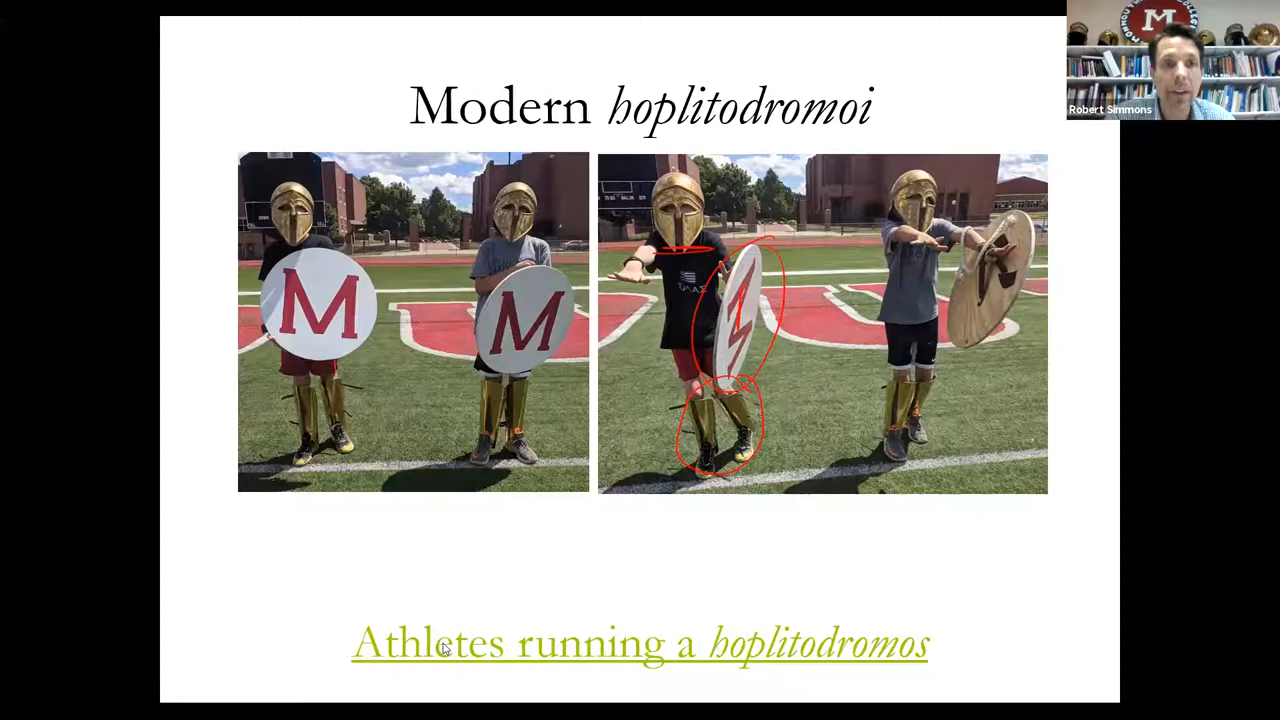 Modern hoplitodromoi
M
Robert Simmons
M
M
Athletes running a hoplitodromos